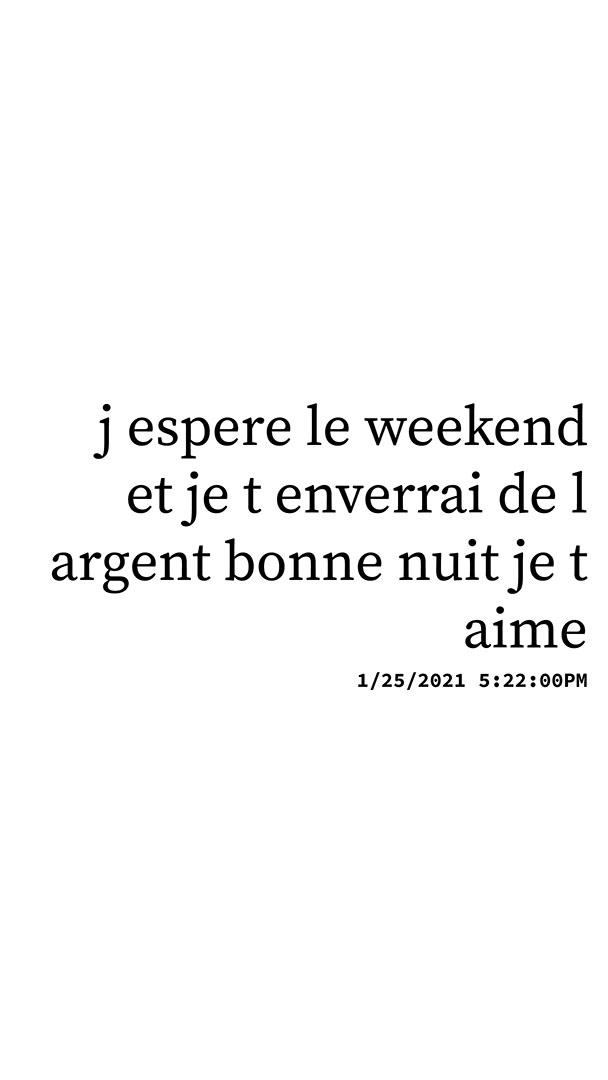 j espere le weekend
et je t enverrai de l
argent bonne nuit je t
aime
1/25/2021 5:22:00PM